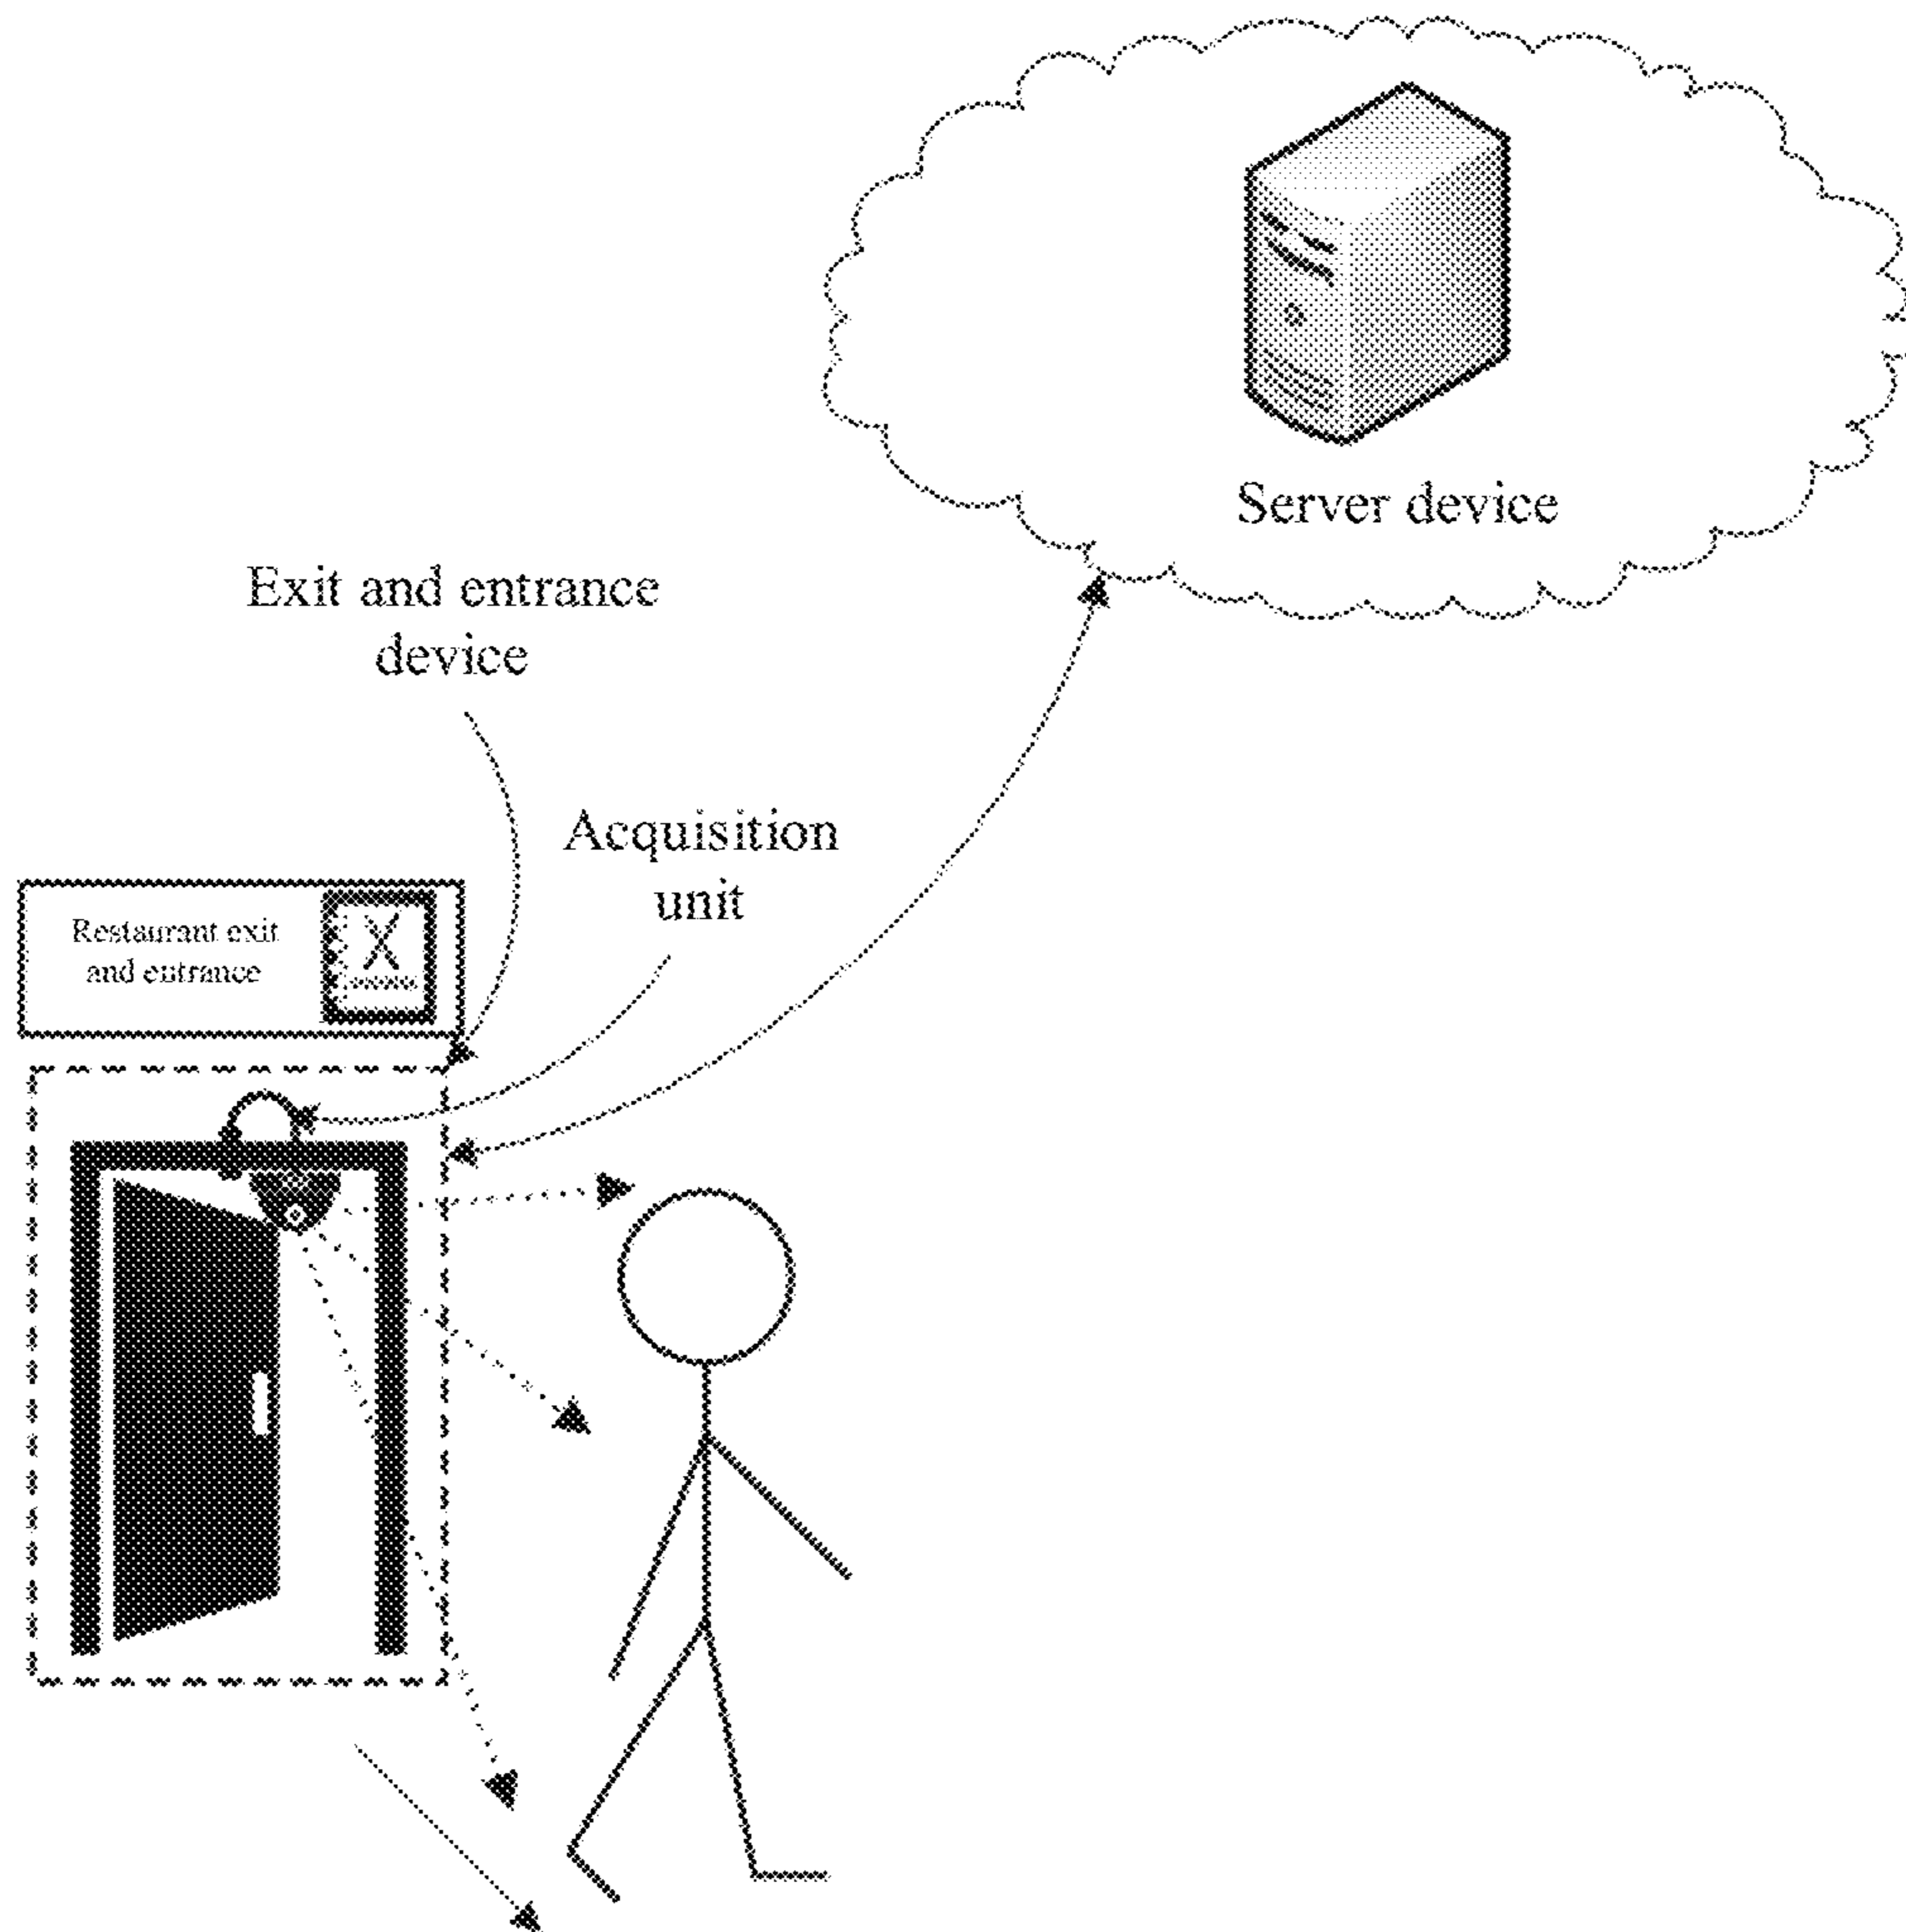 Server device
Exit and entrance
device
Acquisition
unit
Restaurant exit
and entrance